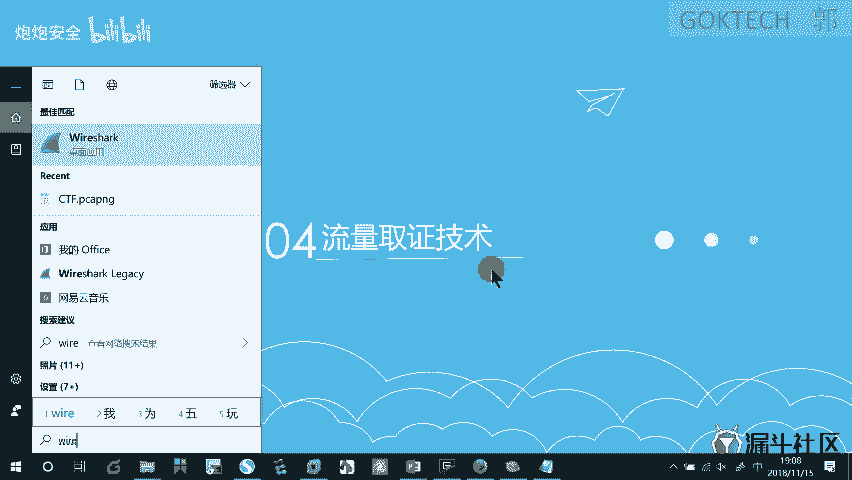 炮炮安全 bilibili
GOKTECH 郭
筛选器
最佳匹配
Wireshark
桌面应用
Recent
CTF.pcapng
应用
我的 Office
Wireshark Legacy
网易云音乐
搜索建议
wire 查看网络搜索结果
照片 (11+)
设置 (7+)
1 wire 2 我 3 为 4 五 5 玩
wire
04 流量取证技术
漏斗社区
中 19:08
2018/11/15